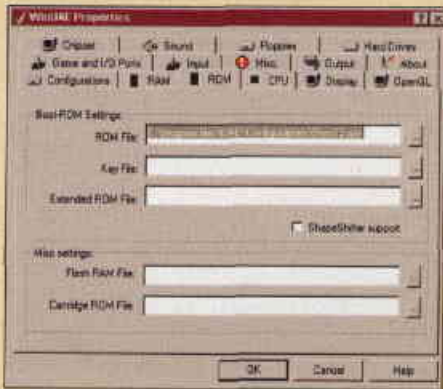 WinUAE Properties
Chipset Sound Floppies Hard Drives
Game and I/O Ports Input Misc. Output About
Configurations RAM ROM CPU Display OpenGL
Boot-ROM Settings:
ROM File:
Key File:
Extended ROM File:
ShapeShifter support
Misc settings:
Flash RAM File:
Cartridge ROM File:
OK Cancel Help